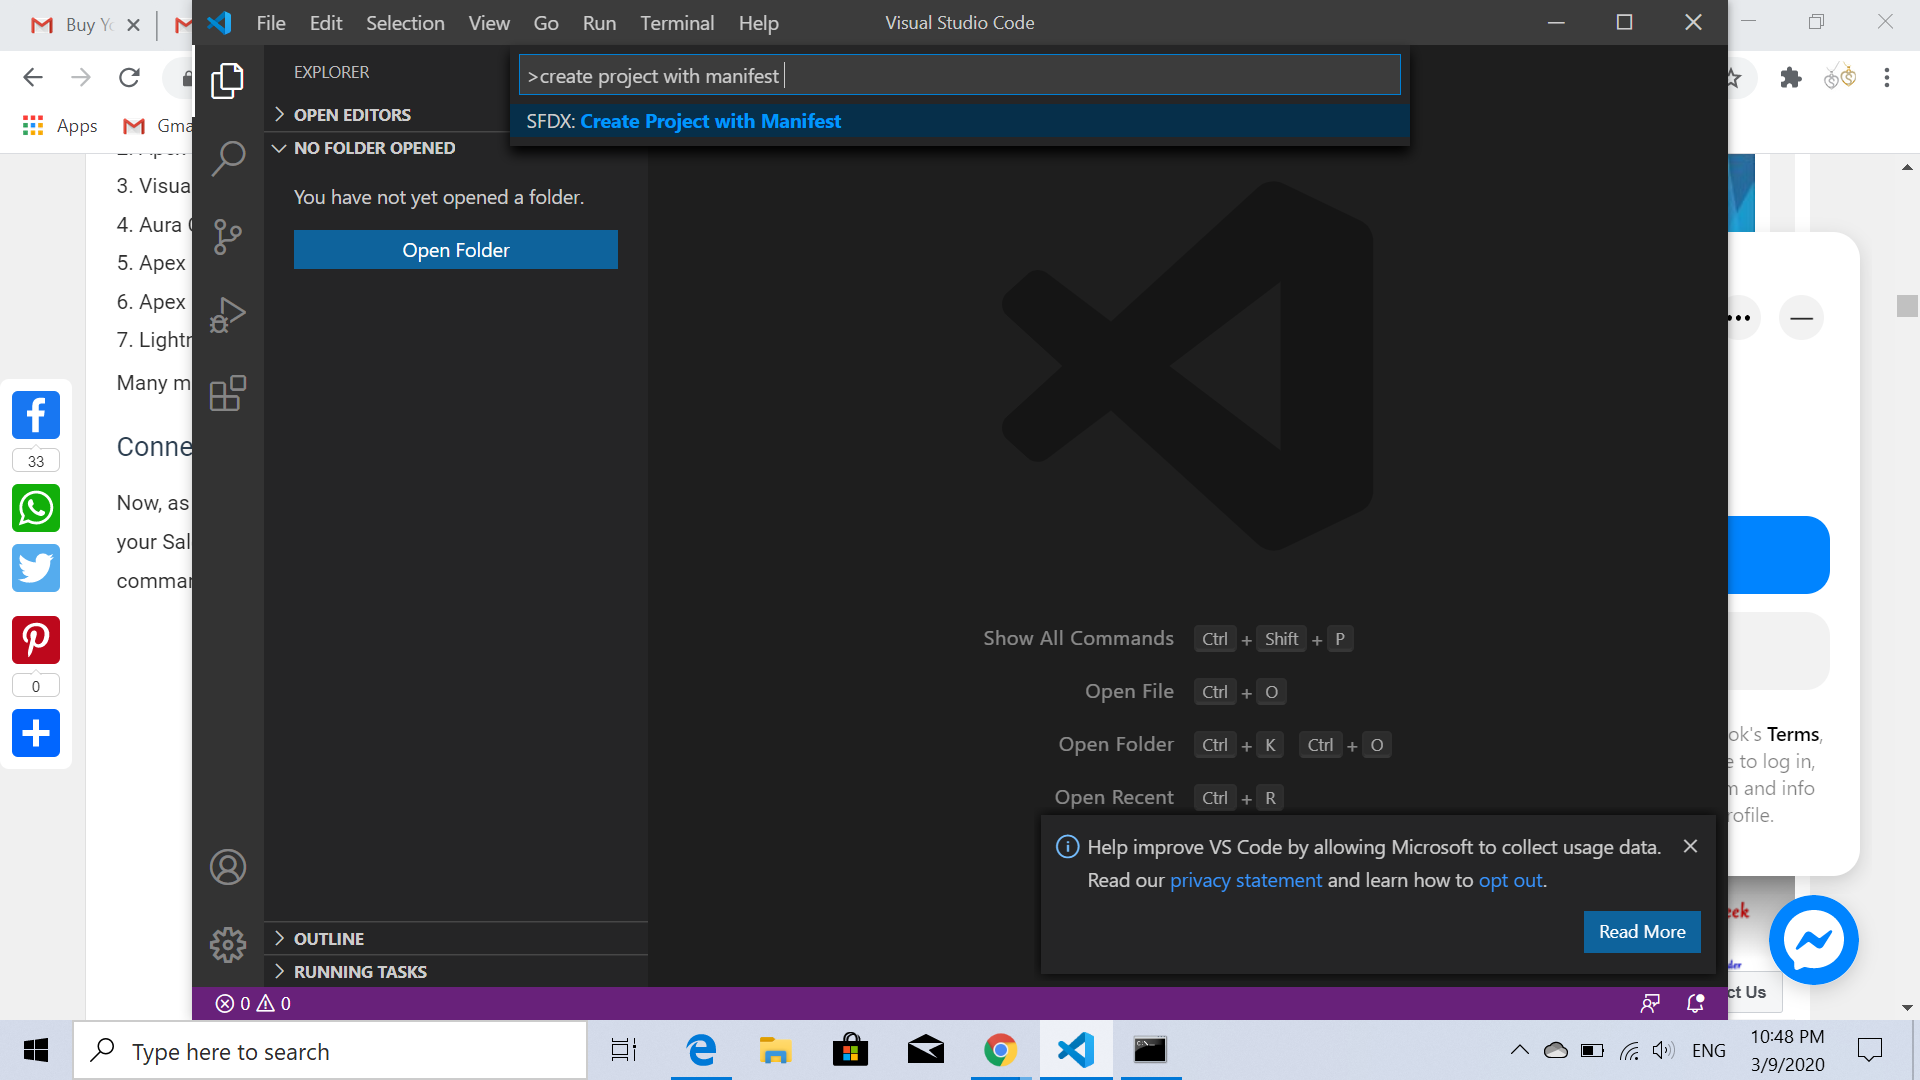 Buy Yo
File Edit Selection View Go Run Terminal Help
Visual Studio Code
EXPLORER
>create project with manifest
SFDX: Create Project with Manifest
OPEN EDITORS
NO FOLDER OPENED
You have not yet opened a folder.
Open Folder
Apps
Gma
3. Visua
4. Aura
5. Apex
6. Apex
7. Lightn
Many m
Conne
Now, as
your Sal
comman
33
0
Show All Commands Ctrl + Shift + P
Open File Ctrl + O
Open Folder Ctrl + K Ctrl + O
Open Recent Ctrl + R
Help improve VS Code by allowing Microsoft to collect usage data.
Read our privacy statement and learn how to opt out.
Read More
ok's Terms,
e to log in,
n and info
rofile.
eek
ct Us
OUTLINE
RUNNING TASKS
0 0
Type here to search
ENG
10:48 PM
3/9/2020